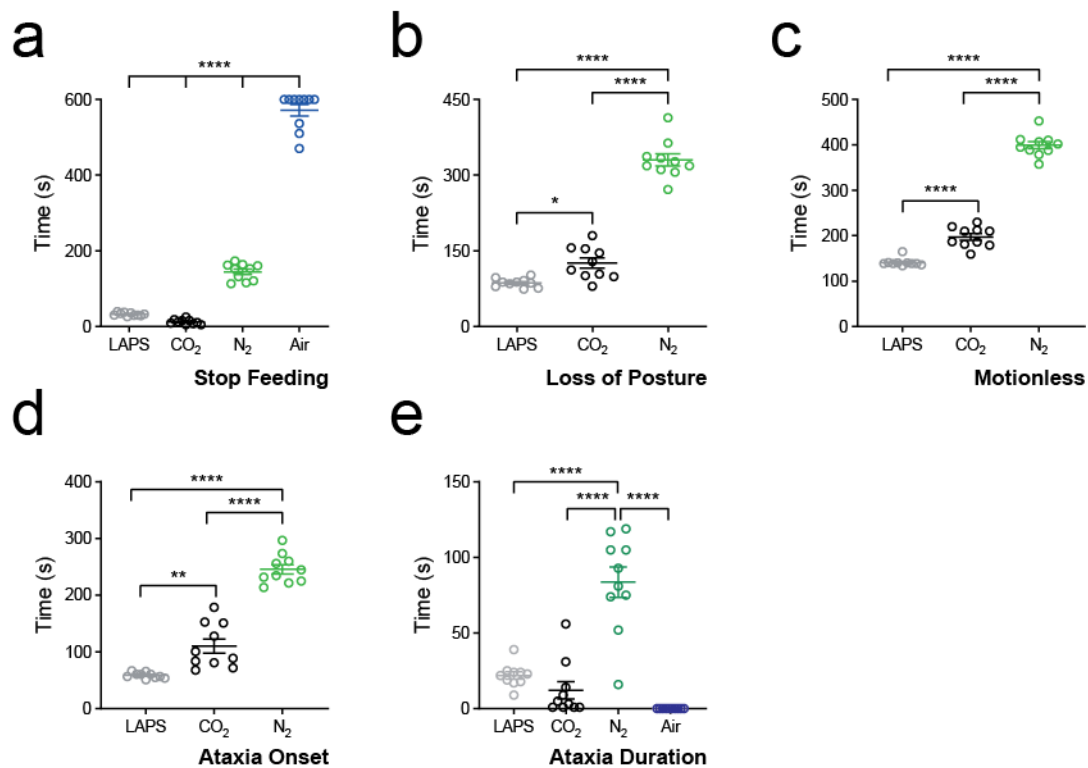 a
****
Time (s)
600
400
200
0
LAPS CO₂ N₂ Air
Stop Feeding
b
****
****
*
Time (s)
450
300
150
0
LAPS CO₂ N₂
Loss of Posture
c
****
****
****
Time (s)
500
400
300
200
100
0
LAPS CO₂ N₂
Motionless
d
****
****
**
Time (s)
400
300
200
100
0
LAPS CO₂ N₂
Ataxia Onset
e
****
**** ****
Time (s)
150
100
50
0
LAPS CO₂ N₂ Air
Ataxia Duration